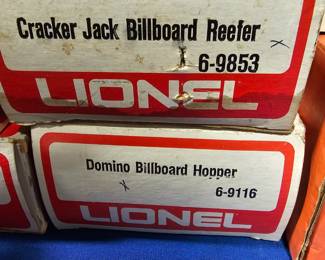 Cracker Jack Billboard Reefer
6-9853
LIONEL
Domino Billboard Hopper
6-9116
LIONEL